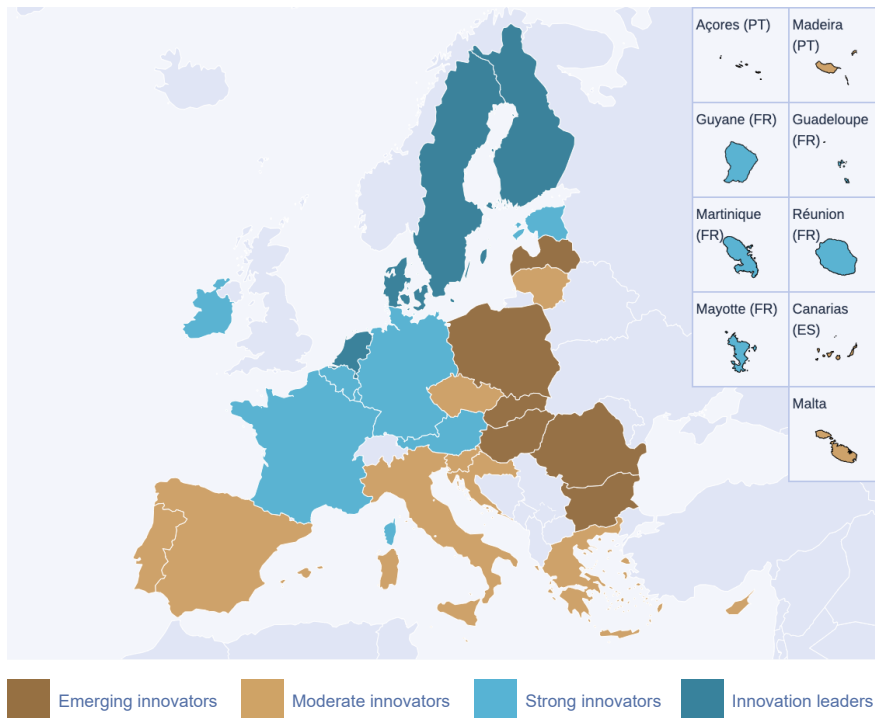 Açores (PT)
Madeira
(PT)
Guyane (FR)
Guadeloupe
(FR)
Martinique
(FR)
Réunion
(FR)
Mayotte (FR)
Canarias
(ES)
Malta
Emerging innovators
Moderate innovators
Strong innovators
Innovation leaders